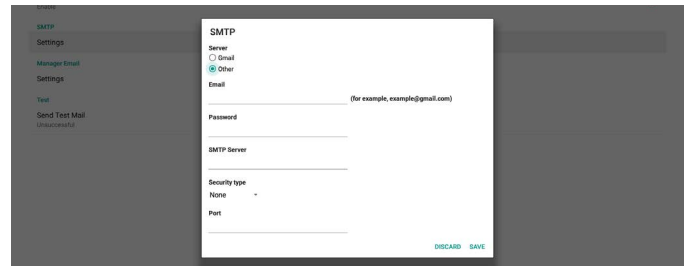 Enable
SMTP
Settings
Manager Email
Settings
Test
Send Test Mail
Unsuccessful
SMTP
Server
Gmail
Other
Email
(for example, example@gmail.com)
Password
SMTP Server
Security type
None
Port
DISCARD SAVE